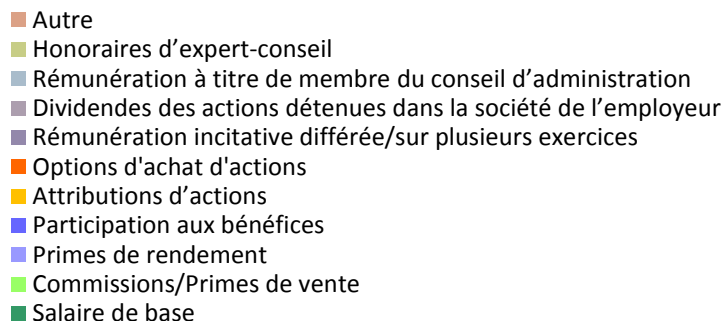 Autre
Honoraires d’expert-conseil
Rémunération à titre de membre du conseil d’administration
Dividendes des actions détenues dans la société de l’employeur
Rémunération incitative différée/sur plusieurs exercices
Options d'achat d'actions
Attributions d’actions
Participation aux bénéfices
Primes de rendement
Commissions/Primes de vente
Salaire de base